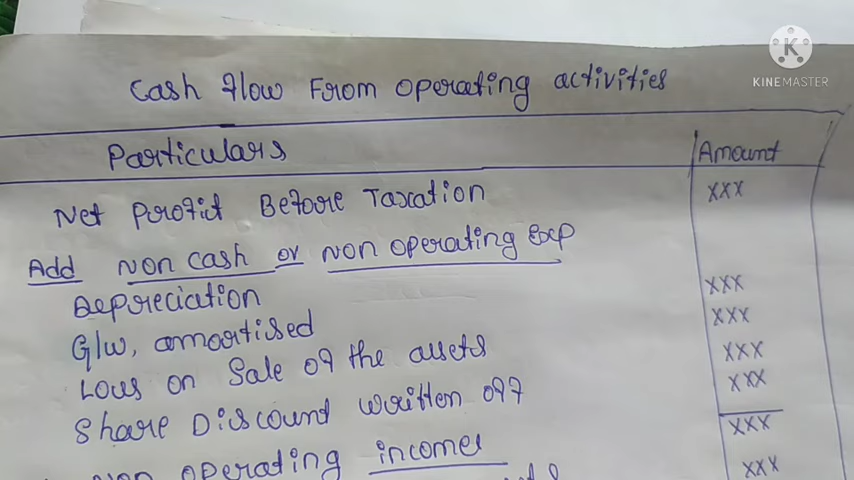 K
KINEMASTER
Cash Flow From Operating activities
Particulars Amount
Net Profit Before Taxation XXX
Add non cash or non operating Exp
Depreciation XXX
G/w, amortised XXX
Loss on Sale of the assets XXX
Share Discount written off XXX
XXX
non operating incomes XXX